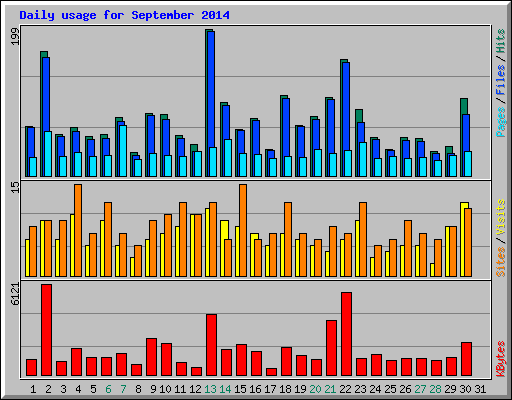 Daily usage for September 2014
199
15
6121
Pages / Files / Hits
Sites / Visits
KBytes
1 2 3 4 5 6 7 8 9 10 11 12 13 14 15 16 17 18 19 20 21 22 23 24 25 26 27 28 29 30 31